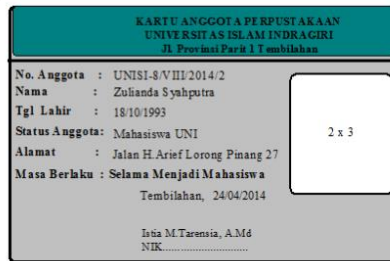 KARTU ANGGOTA PERPUSTAKAAN
UNIVERSITAS ISLAM INDRAGIRI
Jl. Provinsi Parit 1 Tembilahan
No. Anggota : UNISI-8/VIII/2014/2
Nama : Zulianda Syahputra
Tgl Lahir : 18/10/1993
Status Anggota: Mahasiswa UNI
Alamat : Jalan H.Arief Lorong Pinang 27
Masa Berlaku : Selama Menjadi Mahasiswa
2 x 3
Tembilahan, 24/04/2014
Istia M.Tarensia, A.Md
NIK............................